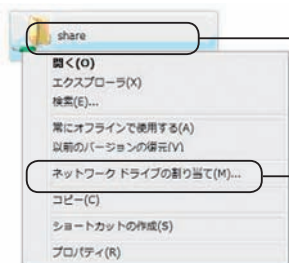 share
開く(O)
エクスプローラ(X)
検索(E)...
常にオフラインで使用する(A)
以前のバージョンの復元(V)
ネットワーク ドライブの割り当て(M)...
コピー(C)
ショートカットの作成(S)
プロパティ(R)